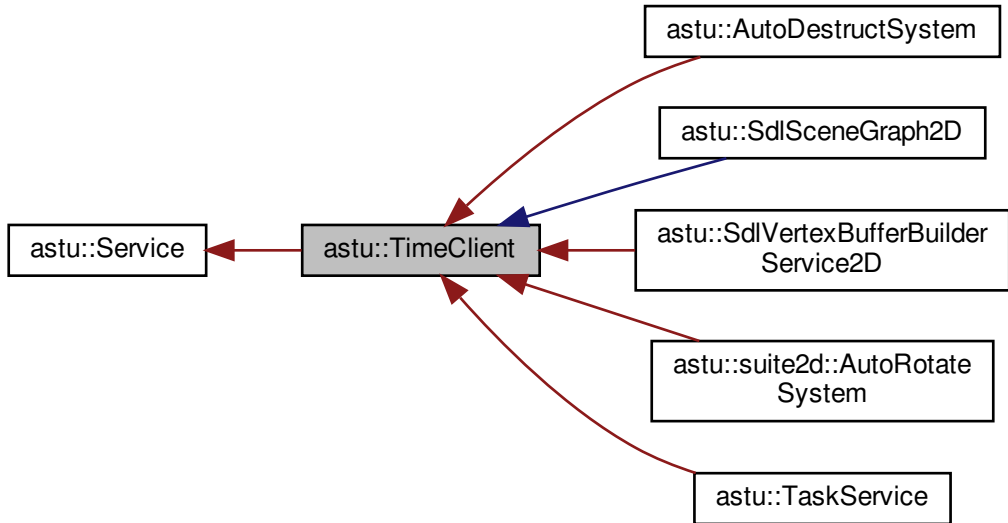 astu::AutoDestructSystem
astu::SdlSceneGraph2D
astu::Service
astu::TimeClient
astu::SdlVertexBufferBuilder
Service2D
astu::suite2d::AutoRotate
System
astu::TaskService